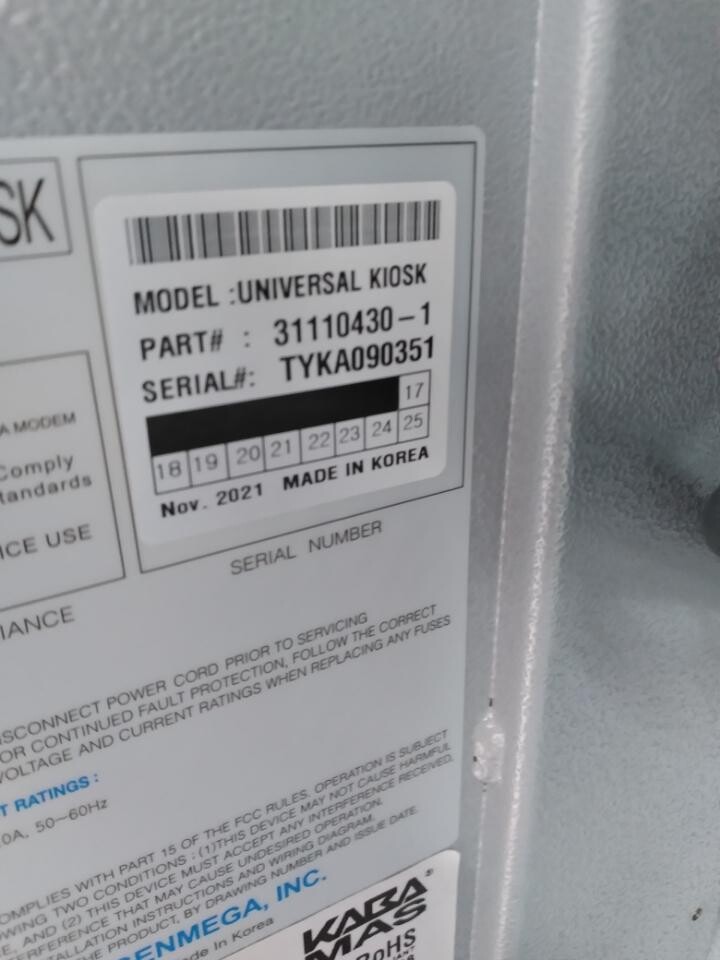 SK
MODEL :UNIVERSAL KIOSK
PART# : 31110430-1
SERIAL#: TYKA090351
17
18 19 20 21 22 23 24 25
Nov. 2021 MADE IN KOREA
SERIAL NUMBER
A MODEM
Comply
tandards
ICE USE
IANCE
ISCONNECT POWER CORD PRIOR TO SERVICING
OR CONTINUED FAULT PROTECTION, FOLLOW THE CORRECT
VOLTAGE AND CURRENT RATINGS WHEN REPLACING ANY FUSES
T RATINGS :
0A, 50~60Hz
OMPLIES WITH PART 15 OF THE FCC RULES. OPERATION IS SUBJECT
OWING TWO CONDITIONS : (1)THIS DEVICE MAY NOT CAUSE HARMFUL
E, AND (2) THIS DEVICE MUST ACCEPT ANY INTERFERENCE RECEIVED,
TERFERENCE THAT MAY CAUSE UNDESIRED OPERATION.
TALLATION INSTRUCTIONS AND WIRING DIAGRAM,
THE PRODUCT, BY DRAWING NUMBER AND ISSUE DATE.
ENMEGA, INC.
de in Korea
KABA®
MAS
RoHS